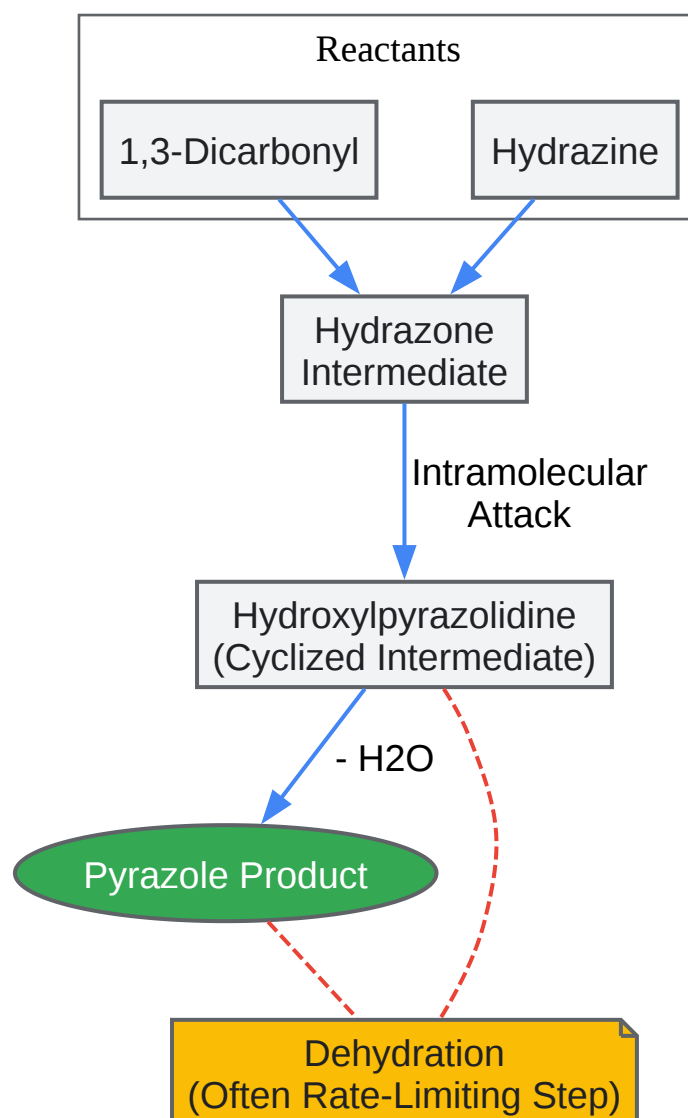 Reactants
1,3-Dicarbonyl
Hydrazine
Hydrazone
Intermediate
Intramolecular
Attack
Hydroxylpyrazolidine
(Cyclized Intermediate)
- H2O
Pyrazole Product
Dehydration
(Often Rate-Limiting Step)